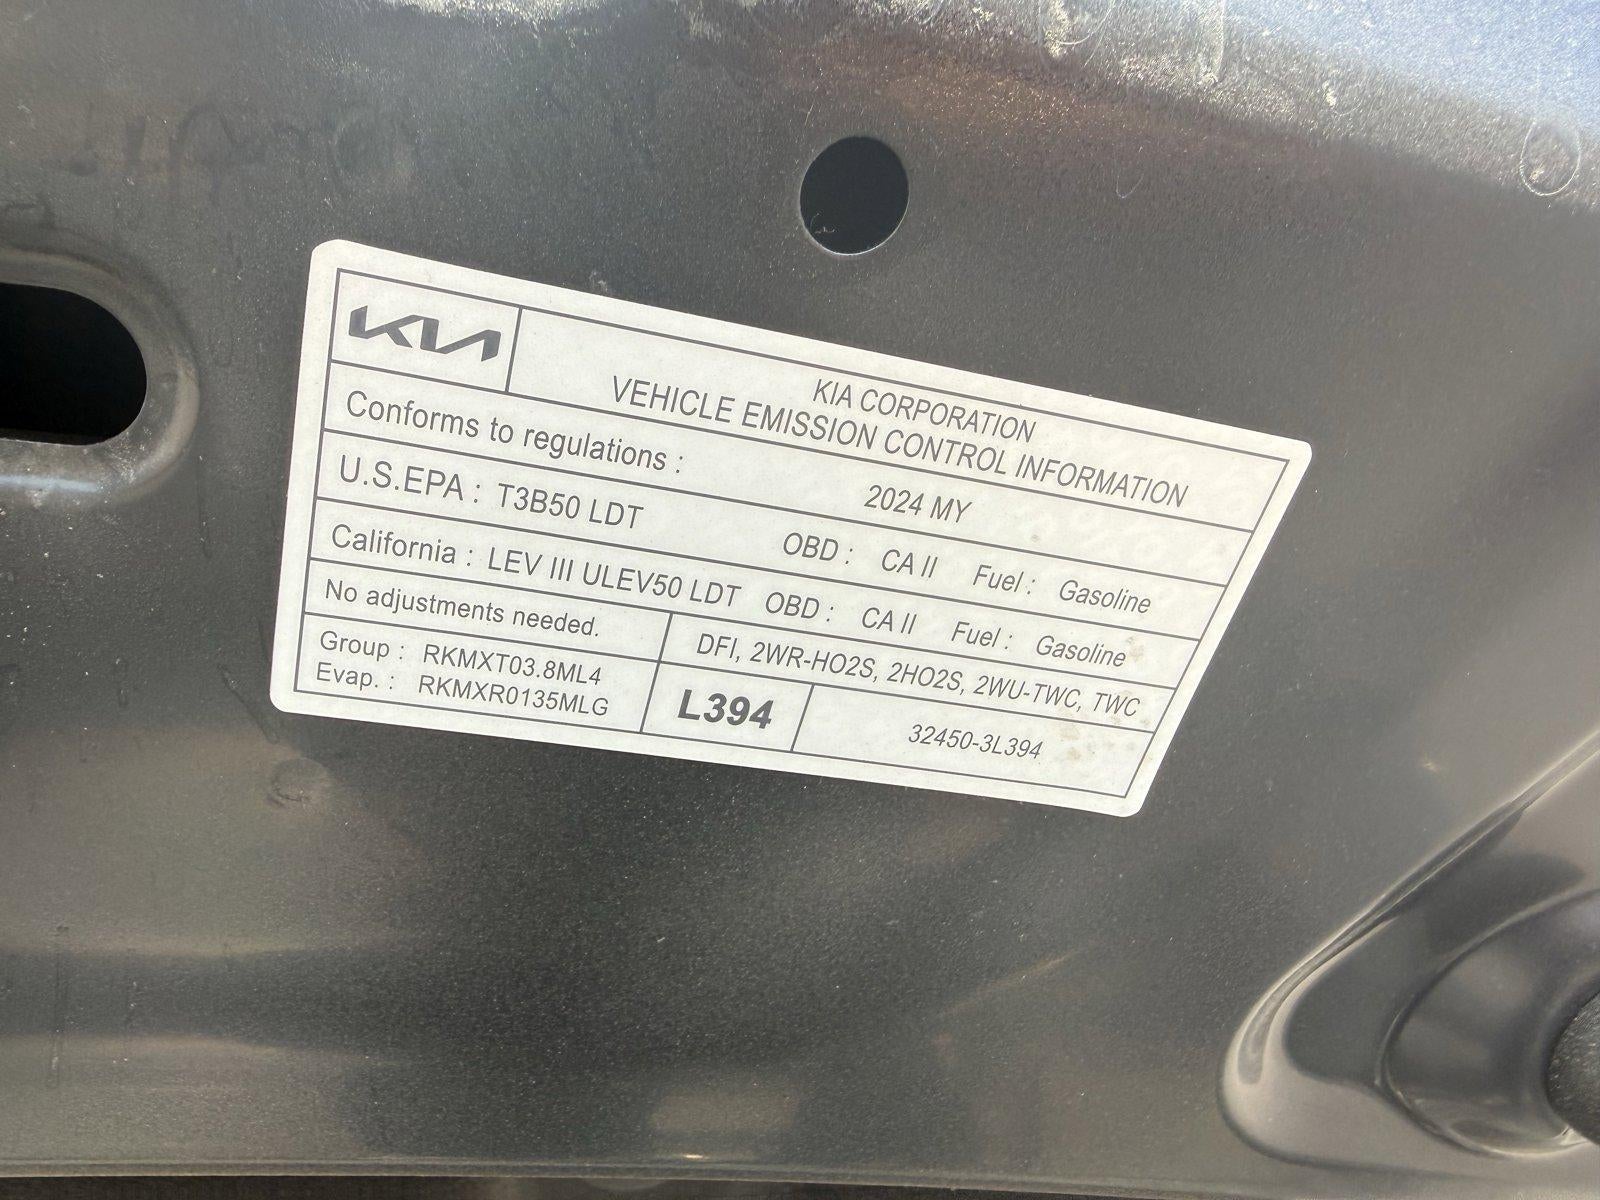 KIA
KIA CORPORATION
VEHICLE EMISSION CONTROL INFORMATION
Conforms to regulations : 2024 MY
U.S.EPA : T3B50 LDT OBD : CA II Fuel : Gasoline
California : LEV III ULEV50 LDT OBD : CA II Fuel : Gasoline
No adjustments needed. DFI, 2WR-HO2S, 2HO2S, 2WU-TWC, TWC
Group : RKMXT03.8ML4
Evap. : RKMXR0135MLG
L394
32450-3L394